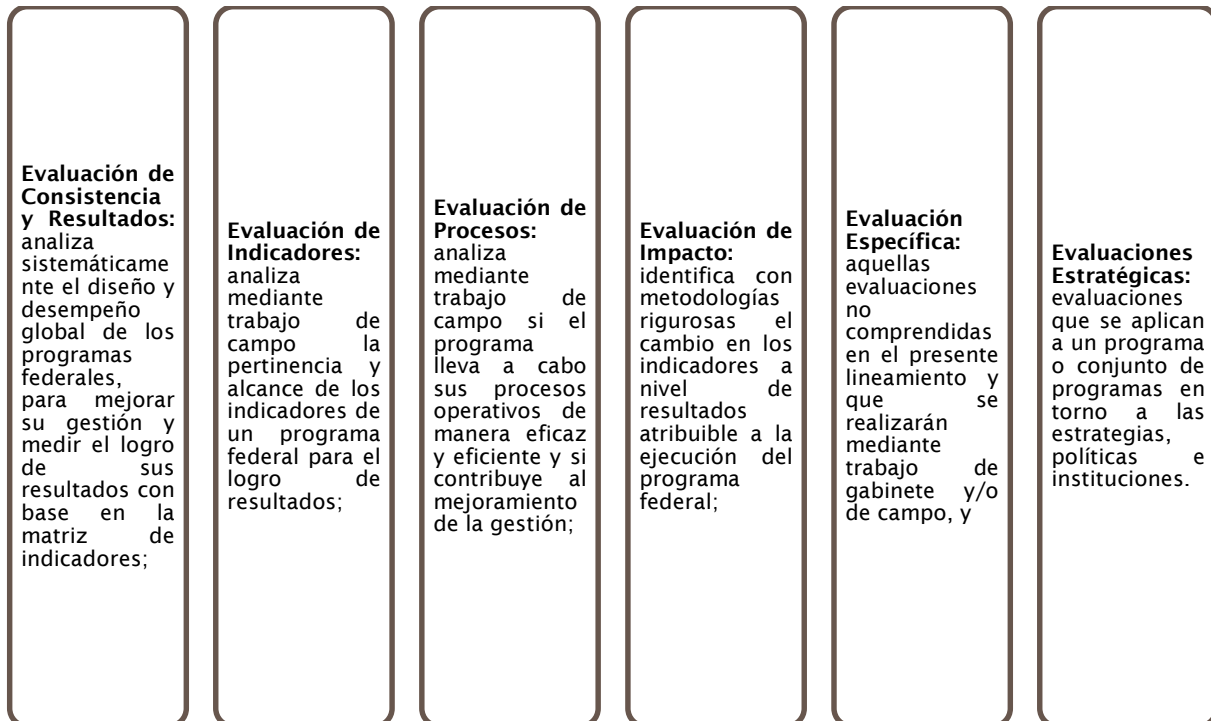 Evaluación de
Consistencia
y Resultados:
analiza
sistemáticame
nte el diseño y
desempeño
global de los
programas
federales,
para mejorar
su gestión y
medir el logro
de sus
resultados con
base en la
matriz de
indicadores;
Evaluación de
Indicadores:
analiza
mediante
trabajo de
campo la
pertinencia y
alcance de los
indicadores de
un programa
federal para el
logro de
resultados;
Evaluación de
Procesos:
analiza
mediante
trabajo de
campo si el
programa
lleva a cabo
sus procesos
operativos de
manera eficaz
y eficiente y si
contribuye al
mejoramiento
de la gestión;
Evaluación de
Impacto:
identifica con
metodologías
rigurosas el
cambio en los
indicadores a
nivel de
resultados
atribuible a la
ejecución del
programa
federal;
Evaluación
Específica:
aquellas
evaluaciones
no
comprendidas
en el presente
lineamiento y
que se
realizarán
mediante
trabajo de
gabinete y/o
de campo, y
Evaluaciones
Estratégicas:
evaluaciones
que se aplican
a un programa
o conjunto de
programas en
torno a las
estrategias,
políticas e
instituciones.